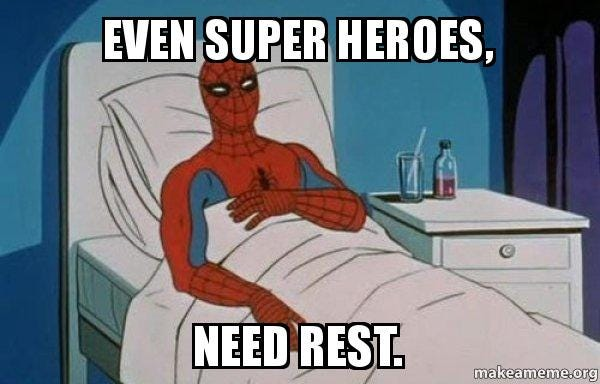 EVEN SUPER HEROES,
NEED REST.
makeameme.org